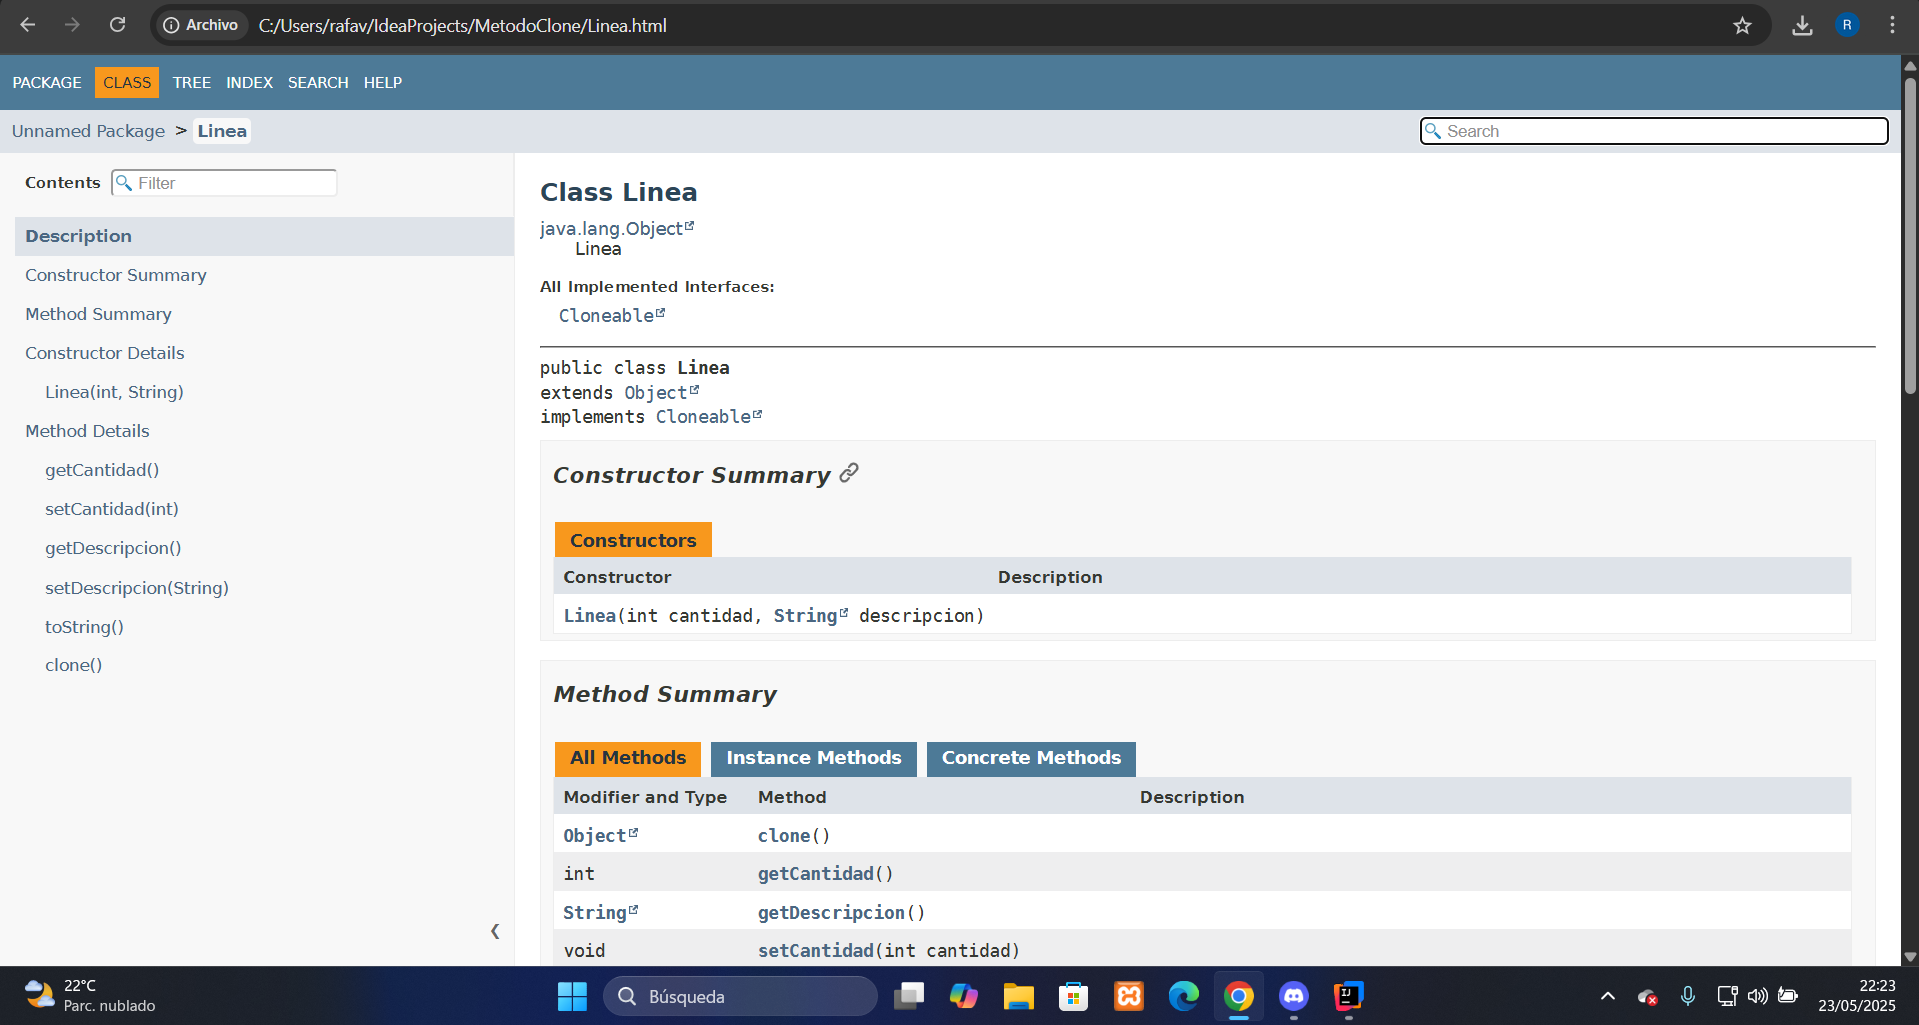 Archivo C:/Users/rafav/IdeaProjects/MetodoClone/Linea.html
R
PACKAGE CLASS TREE INDEX SEARCH HELP
Unnamed Package > Linea
Search
Contents
Filter
Description
Constructor Summary
Method Summary
Constructor Details
Linea(int, String)
Method Details
getCantidad()
setCantidad(int)
getDescripcion()
setDescripcion(String)
toString()
clone()
Class Linea
java.lang.Object
Linea
All Implemented Interfaces:
Cloneable
public class Linea
extends Object
implements Cloneable
Constructor Summary
Constructors
Constructor Description
Linea(int cantidad, String descripcion)
Method Summary
All Methods Instance Methods Concrete Methods
Modifier and Type Method Description
Object clone()
int getCantidad()
String getDescripcion()
void setCantidad(int cantidad)
22°C
Parc. nublado
Búsqueda
IJ
22:23
23/05/2025